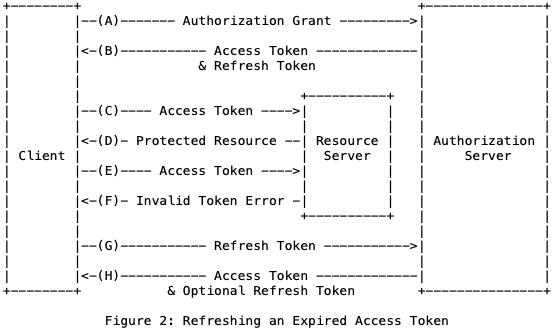 (A) Authorization Grant
(B) Access Token
& Refresh Token
(C) Access Token
(D) Protected Resource Resource Authorization
Client Server Server
(E) Access Token
(F) Invalid Token Error
(G) Refresh Token
(H) Access Token
& Optional Refresh Token
Figure 2: Refreshing an Expired Access Token